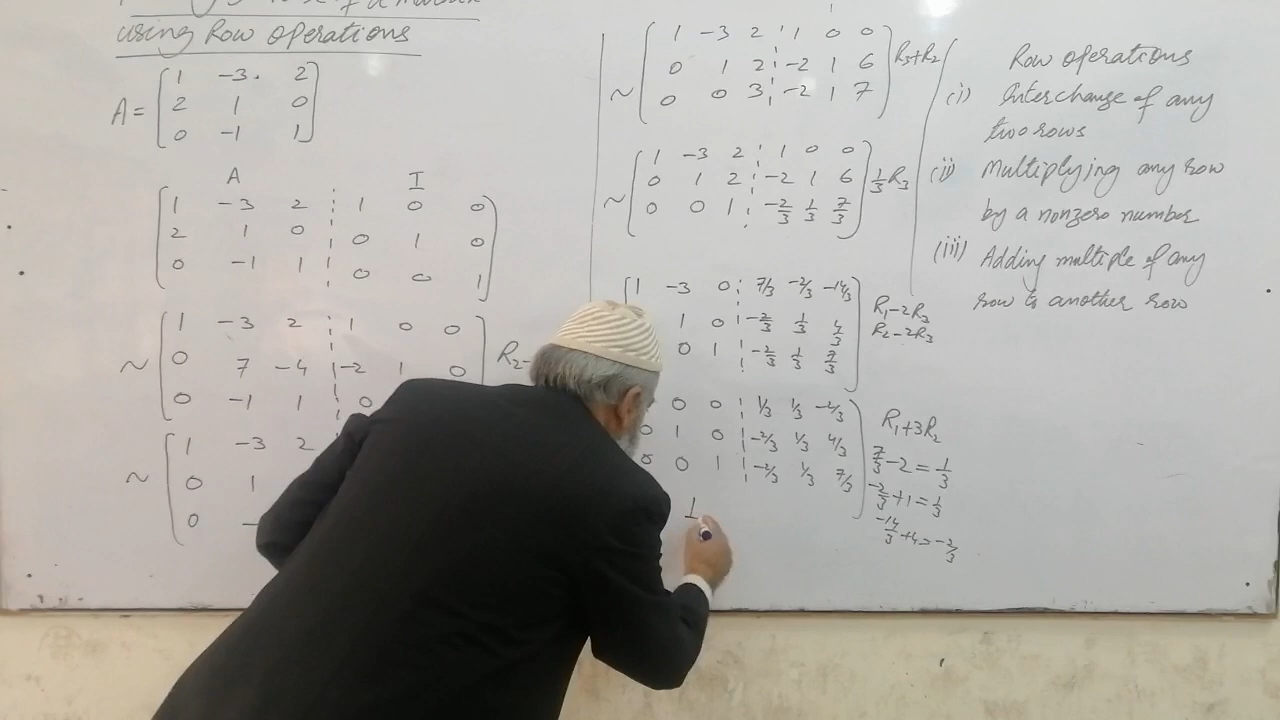 using Row operations
A = [ 1 -3 2
2 1 0
0 -1 1 ]
A I
[ 1 -3 2 ¦ 1 0 0
2 1 0 ¦ 0 1 0
0 -1 1 ¦ 0 0 1 ]
~ [ 1 -3 2 ¦ 1 0 0
0 7 -4 ¦ -2 1 0 ] R2-
0 -1 1 ¦ 0
~ [ 1 -3 2
0 1
0 -
~ [ 1 -3 2 ¦ 1 0 0 ] R3+R2
0 1 2 ¦ -2 1 6
0 0 3 ¦ -2 1 7
~ [ 1 -3 2 ¦ 1 0 0
0 1 2 ¦ -2 1 6 ] 1/3 R3
0 0 1 ¦ -2/3 1/3 7/3
[ 1 -3 0 ¦ 7/3 -2/3 -14/3 ] R1-2R3
1 0 ¦ -2/3 1/3 4/3 R2-2R3
0 1 ¦ -2/3 1/3 7/3
0 0 ¦ 1/3 1/3 -2/3 ] R1+3R2
0 1 0 ¦ -2/3 1/3 4/3
0 0 1 ¦ -2/3 1/3 7/3
7/3 -2 = 1/3
-2/3 +1 = 1/3
-14/3 +4 = -2/3
1
Row operations
(i) Interchange of any
two rows
(ii) Multiplying any row
by a nonzero number
(iii) Adding multiple of any
row to another row